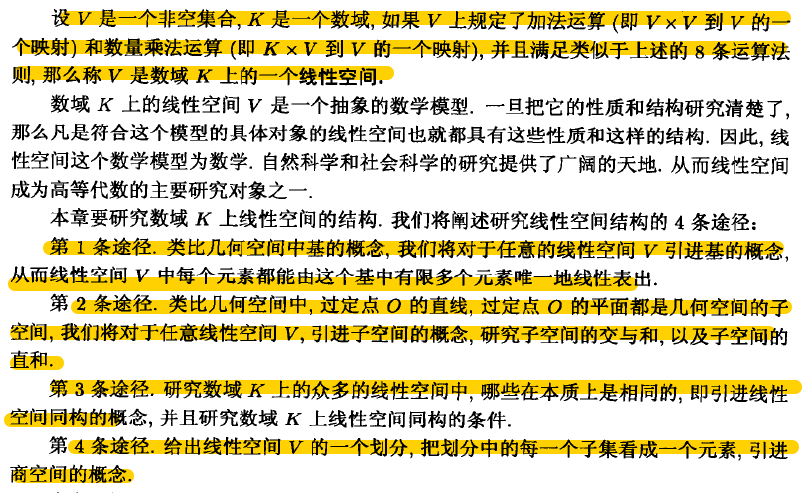 设 V 是一个非空集合, K 是一个数域, 如果 V 上规定了加法运算 (即 V × V 到 V 的一
个映射) 和数量乘法运算 (即 K × V 到 V 的一个映射), 并且满足类似于上述的 8 条运算法
则, 那么称 V 是数域 K 上的一个线性空间.
数域 K 上的线性空间 V 是一个抽象的数学模型. 一旦把它的性质和结构研究清楚了,
那么凡是符合这个模型的具体对象的线性空间也就都具有这些性质和这样的结构. 因此, 线
性空间这个数学模型为数学. 自然科学和社会科学的研究提供了广阔的天地. 从而线性空间
成为高等代数的主要研究对象之一.
本章要研究数域 K 上线性空间的结构. 我们将阐述研究线性空间结构的 4 条途径:
第 1 条途径. 类比几何空间中基的概念, 我们将对于任意的线性空间 V 引进基的概念,
从而线性空间 V 中每个元素都能由这个基中有限多个元素唯一地线性表出.
第 2 条途径. 类比几何空间中, 过定点 O 的直线, 过定点 O 的平面都是几何空间的子
空间, 我们将对于任意线性空间 V, 引进子空间的概念, 研究子空间的交与和, 以及子空间的
直和.
第 3 条途径. 研究数域 K 上的众多的线性空间中, 哪些在本质上是相同的, 即引进线性
空间同构的概念, 并且研究数域 K 上线性空间同构的条件.
第 4 条途径. 给出线性空间 V 的一个划分, 把划分中的每一个子集看成一个元素, 引进
商空间的概念.